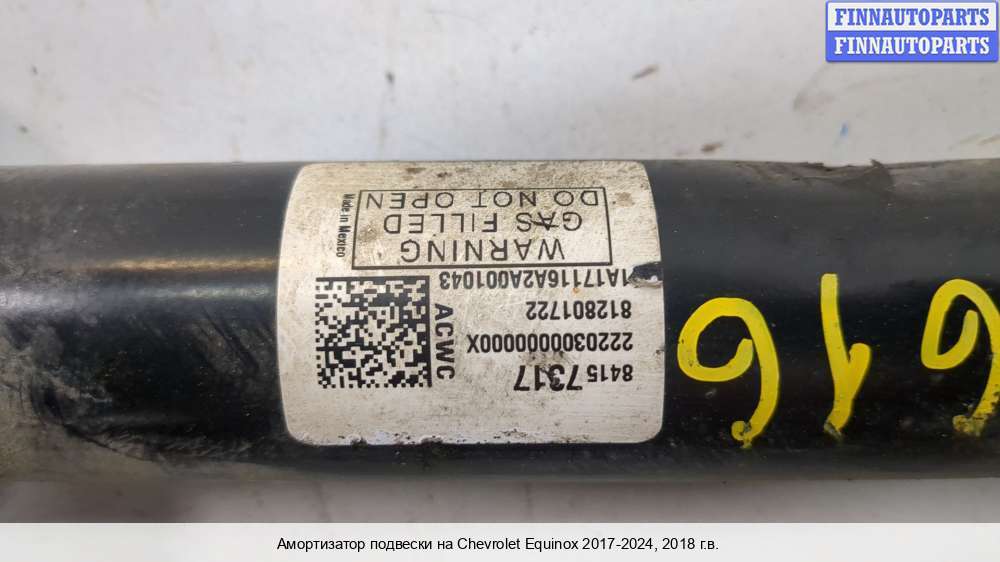 FINNAUTOPARTS
FINNAUTOPARTS
8415 7317
22203000000000X
812801722
1A17116A2A001043
ACWC
WARNING
GAS FILLED
DO NOT OPEN
Made in Mexico
Амортизатор подвески на Chevrolet Equinox 2017-2024, 2018 г.в.